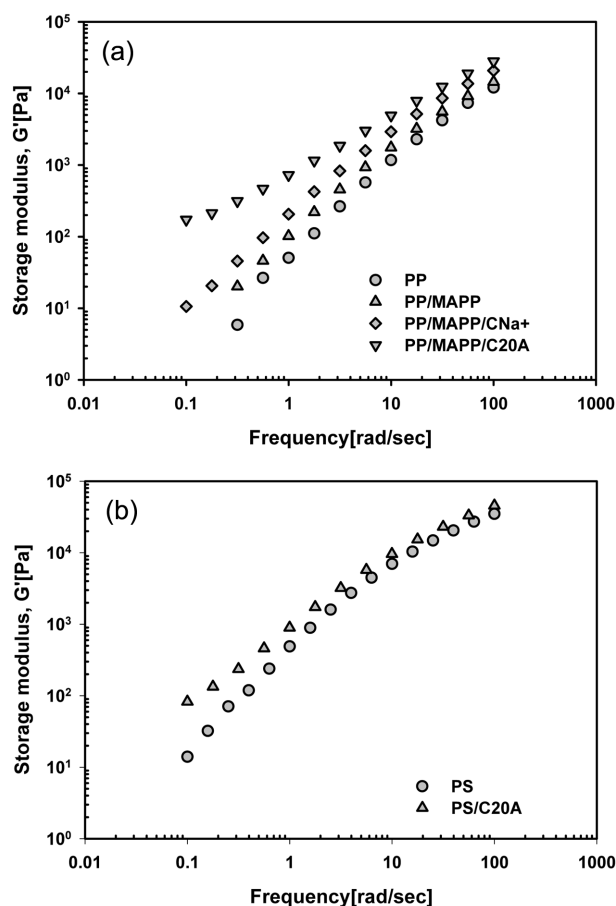 (a)
Storage modulus, G'[Pa]
10⁵
10⁴
10³
10²
10¹
10⁰
PP
PP/MAPP
PP/MAPP/CNa+
PP/MAPP/C20A
0.01 0.1 1 10 100 1000
Frequency[rad/sec]
(b)
Storage modulus, G'[Pa]
10⁵
10⁴
10³
10²
10¹
10⁰
PS
PS/C20A
0.01 0.1 1 10 100 1000
Frequency[rad/sec]